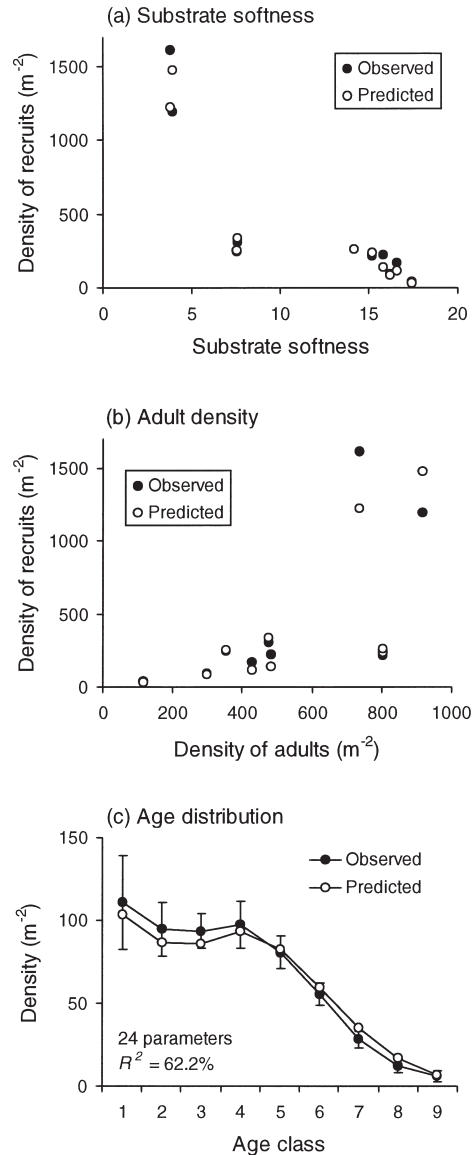 (a) Substrate softness
Density of recruits (m⁻²)
1500
1000
500
0
Observed
Predicted
0 5 10 15 20
Substrate softness
(b) Adult density
Density of recruits (m⁻²)
1500
1000
500
0
Observed
Predicted
0 200 400 600 800 1000
Density of adults (m⁻²)
(c) Age distribution
Density (m⁻²)
150
100
50
0
Observed
Predicted
24 parameters
R² = 62.2%
1 2 3 4 5 6 7 8 9
Age class